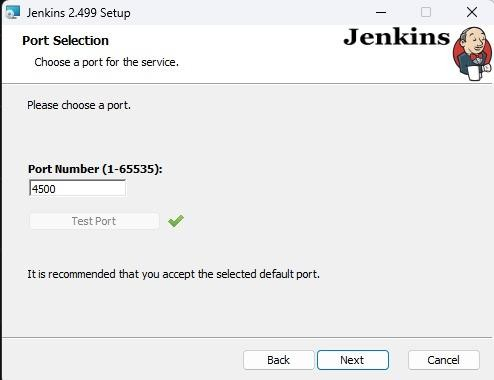 Jenkins 2.499 Setup
Port Selection
Choose a port for the service.
Jenkins
Please choose a port.
Port Number (1-65535):
4500
Test Port
It is recommended that you accept the selected default port.
Back
Next
Cancel